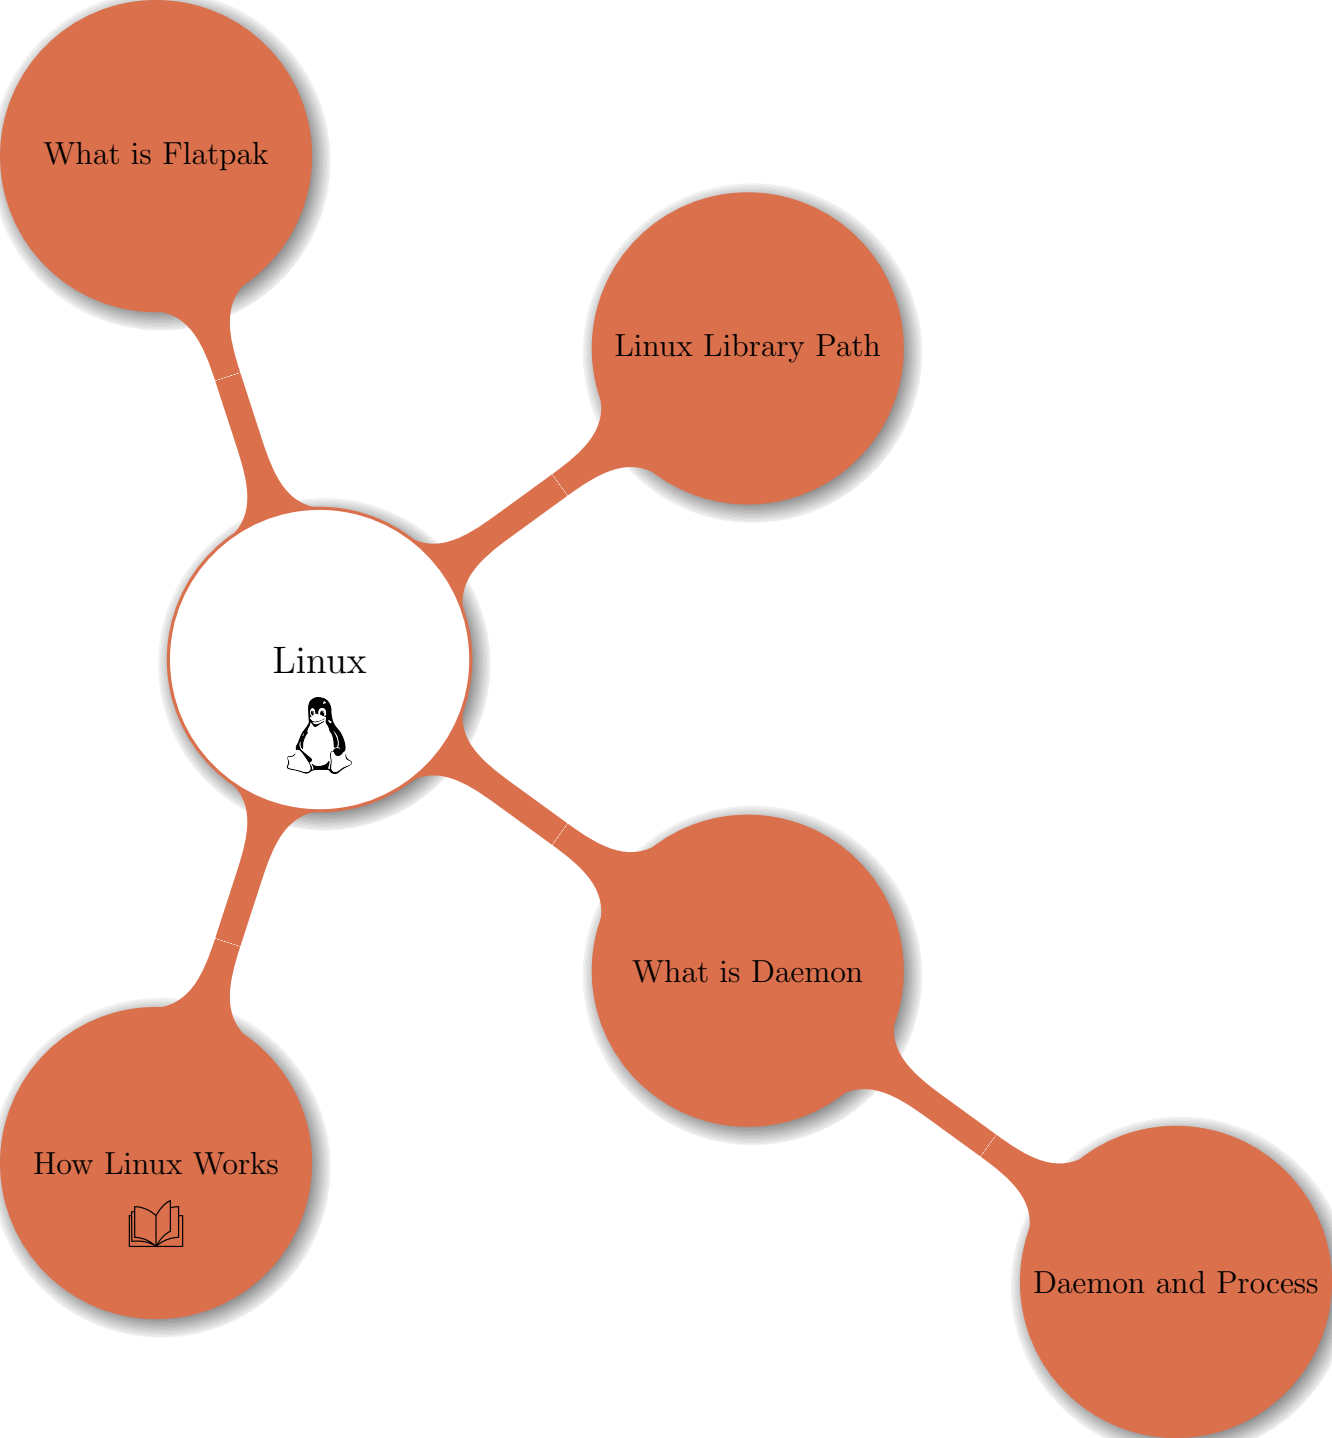 What is Flatpak
Linux Library Path
Linux
What is Daemon
How Linux Works
Daemon and Process